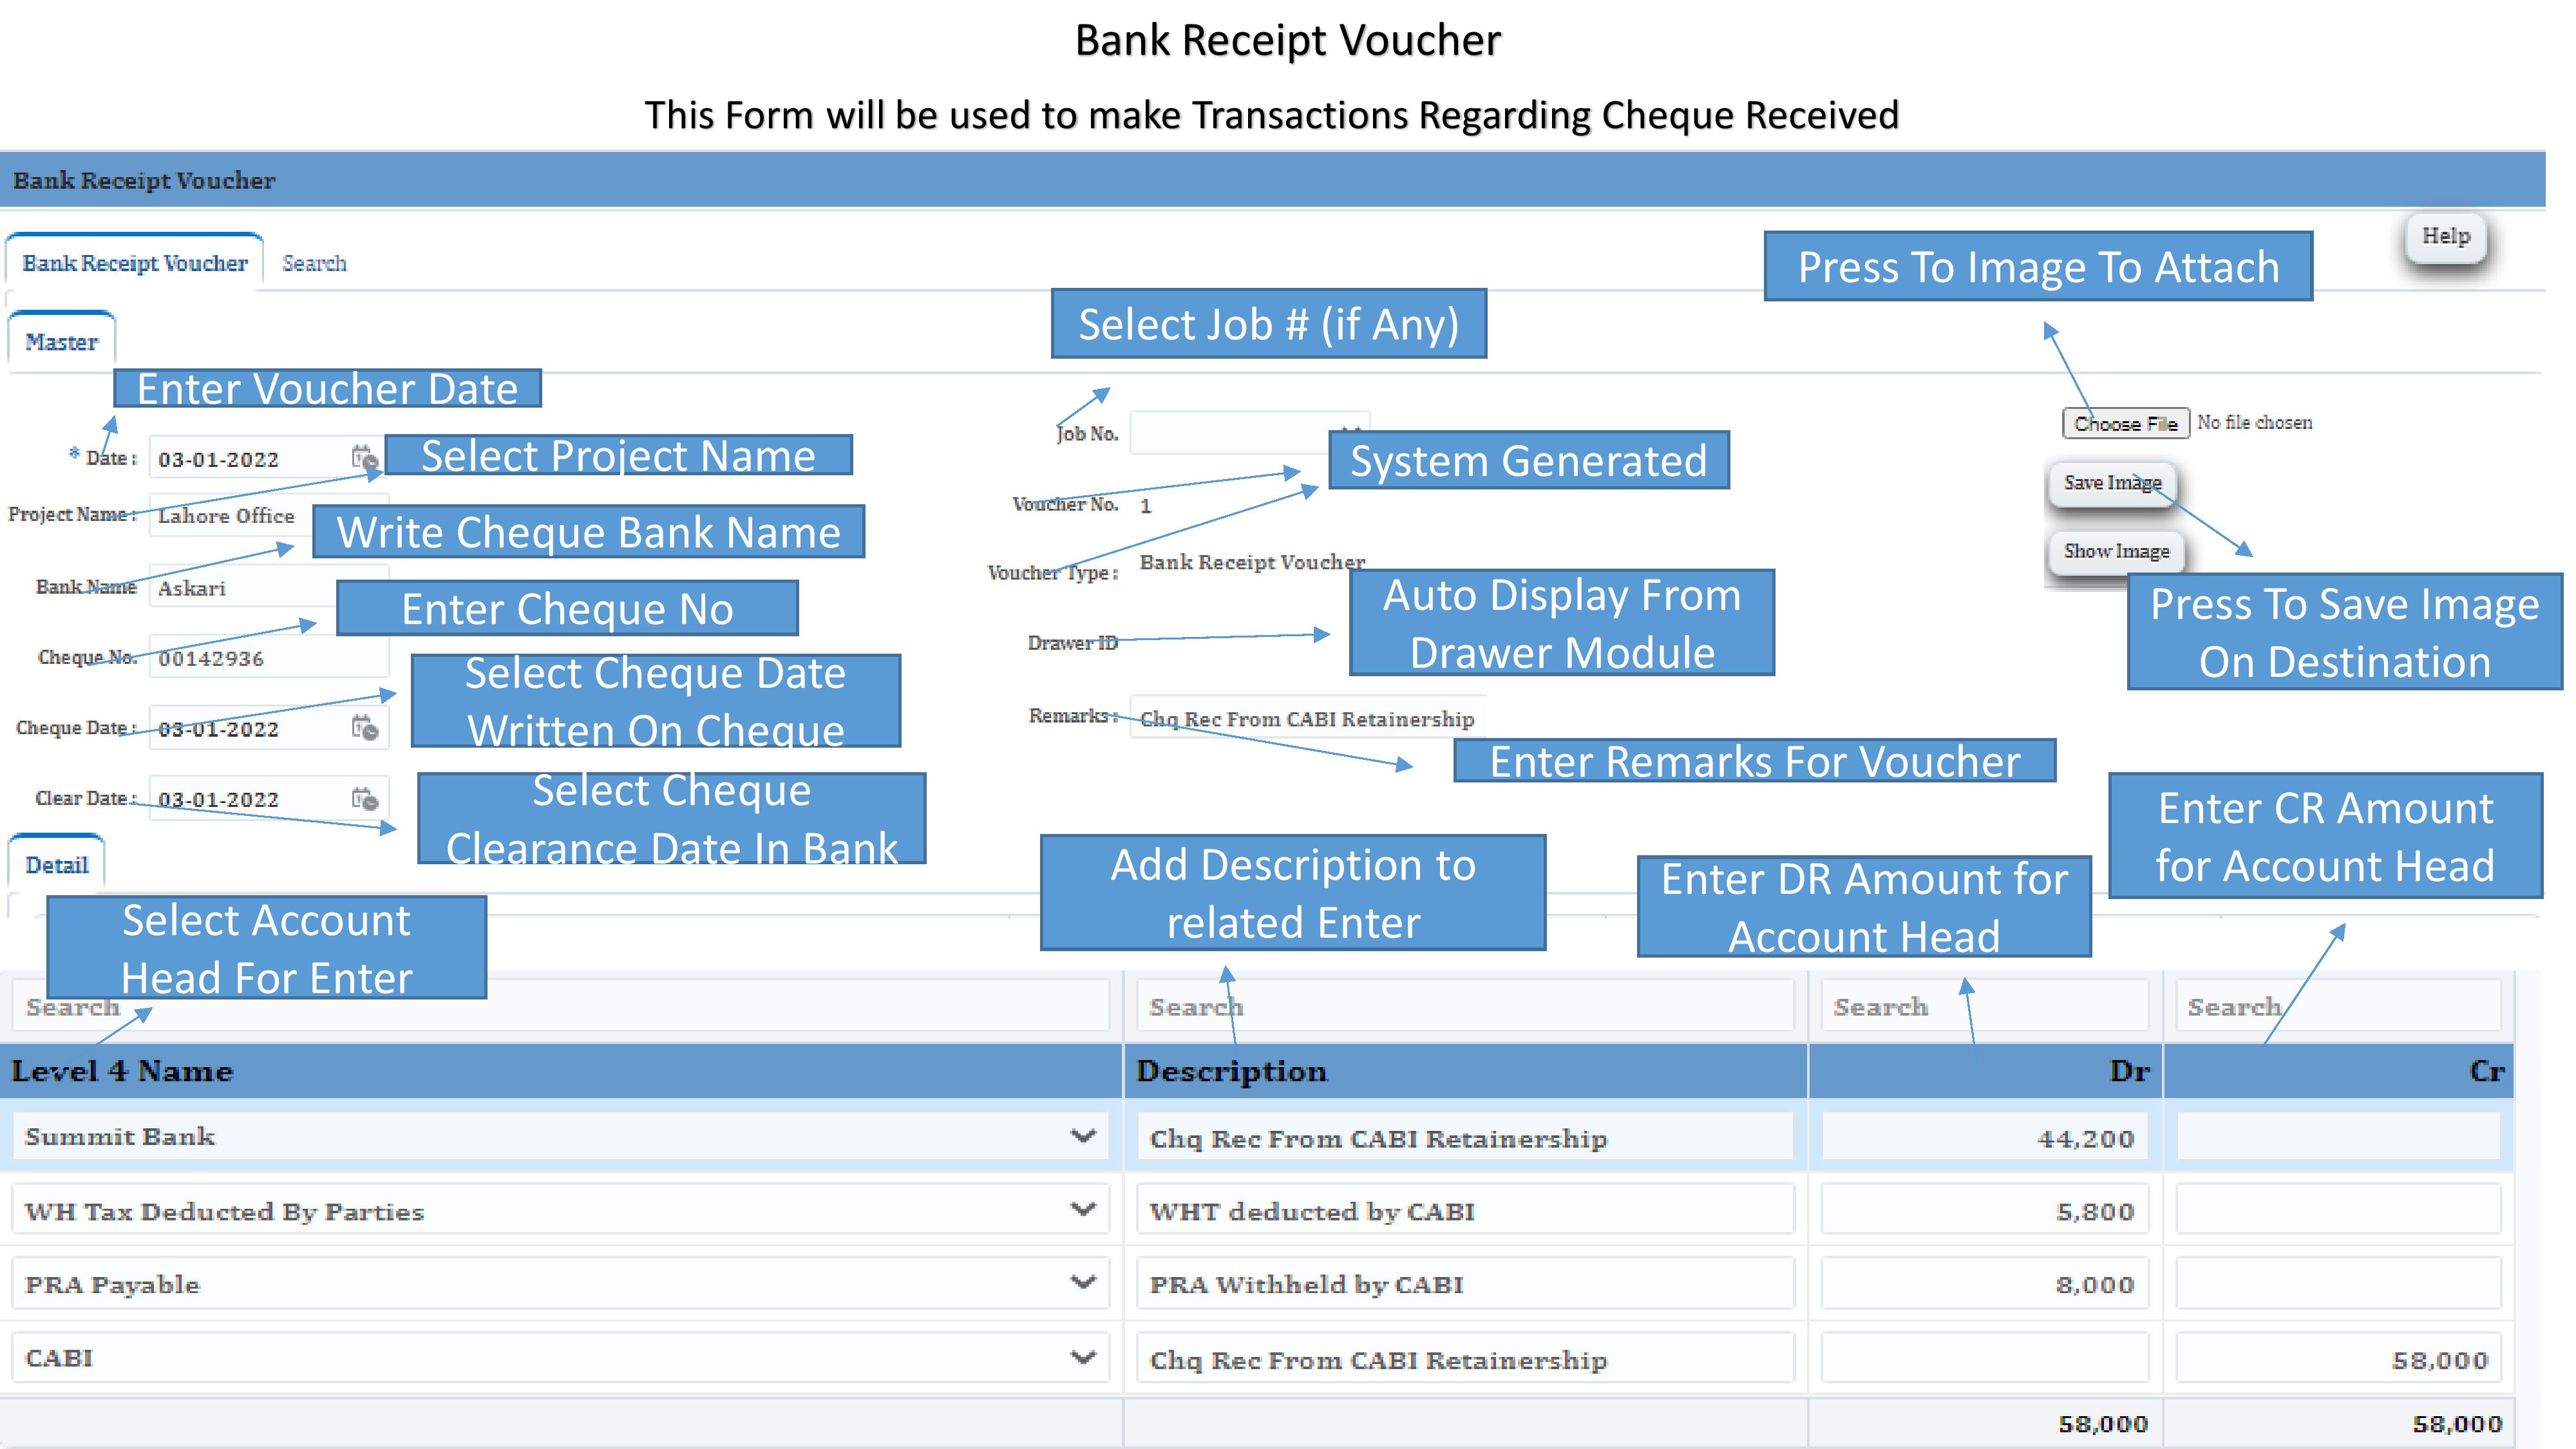 Bank Receipt Voucher
This Form will be used to make Transactions Regarding Cheque Received
Bank Receipt Voucher
Help
Bank Receipt Voucher Search
Press To Image To Attach
Select Job # (if Any)
Master
Enter Voucher Date
Job No.
Choose File No file chosen
* Date : 03-01-2022
Select Project Name
System Generated
Save Image
Project Name : Lahore Office
Voucher No. 1
Write Cheque Bank Name
Show Image
Voucher Type : Bank Receipt Voucher
Bank Name Askari
Enter Cheque No
Auto Display From
Drawer Module
Press To Save Image
On Destination
Drawer ID
Cheque No. 00142936
Select Cheque Date
Written On Cheque
Remarks : Chq Rec From CABI Retainership
Cheque Date : 03-01-2022
Enter Remarks For Voucher
Clear Date : 03-01-2022
Select Cheque
Clearance Date In Bank
Enter CR Amount
for Account Head
Detail
Add Description to
related Enter
Enter DR Amount for
Account Head
Select Account
Head For Enter
Search Search Search Search
Level 4 Name Description Dr Cr
Summit Bank Chq Rec From CABI Retainership 44,200
WH Tax Deducted By Parties WHT deducted by CABI 5,800
PRA Payable PRA Withheld by CABI 8,000
CABI Chq Rec From CABI Retainership 58,000
58,000 58,000